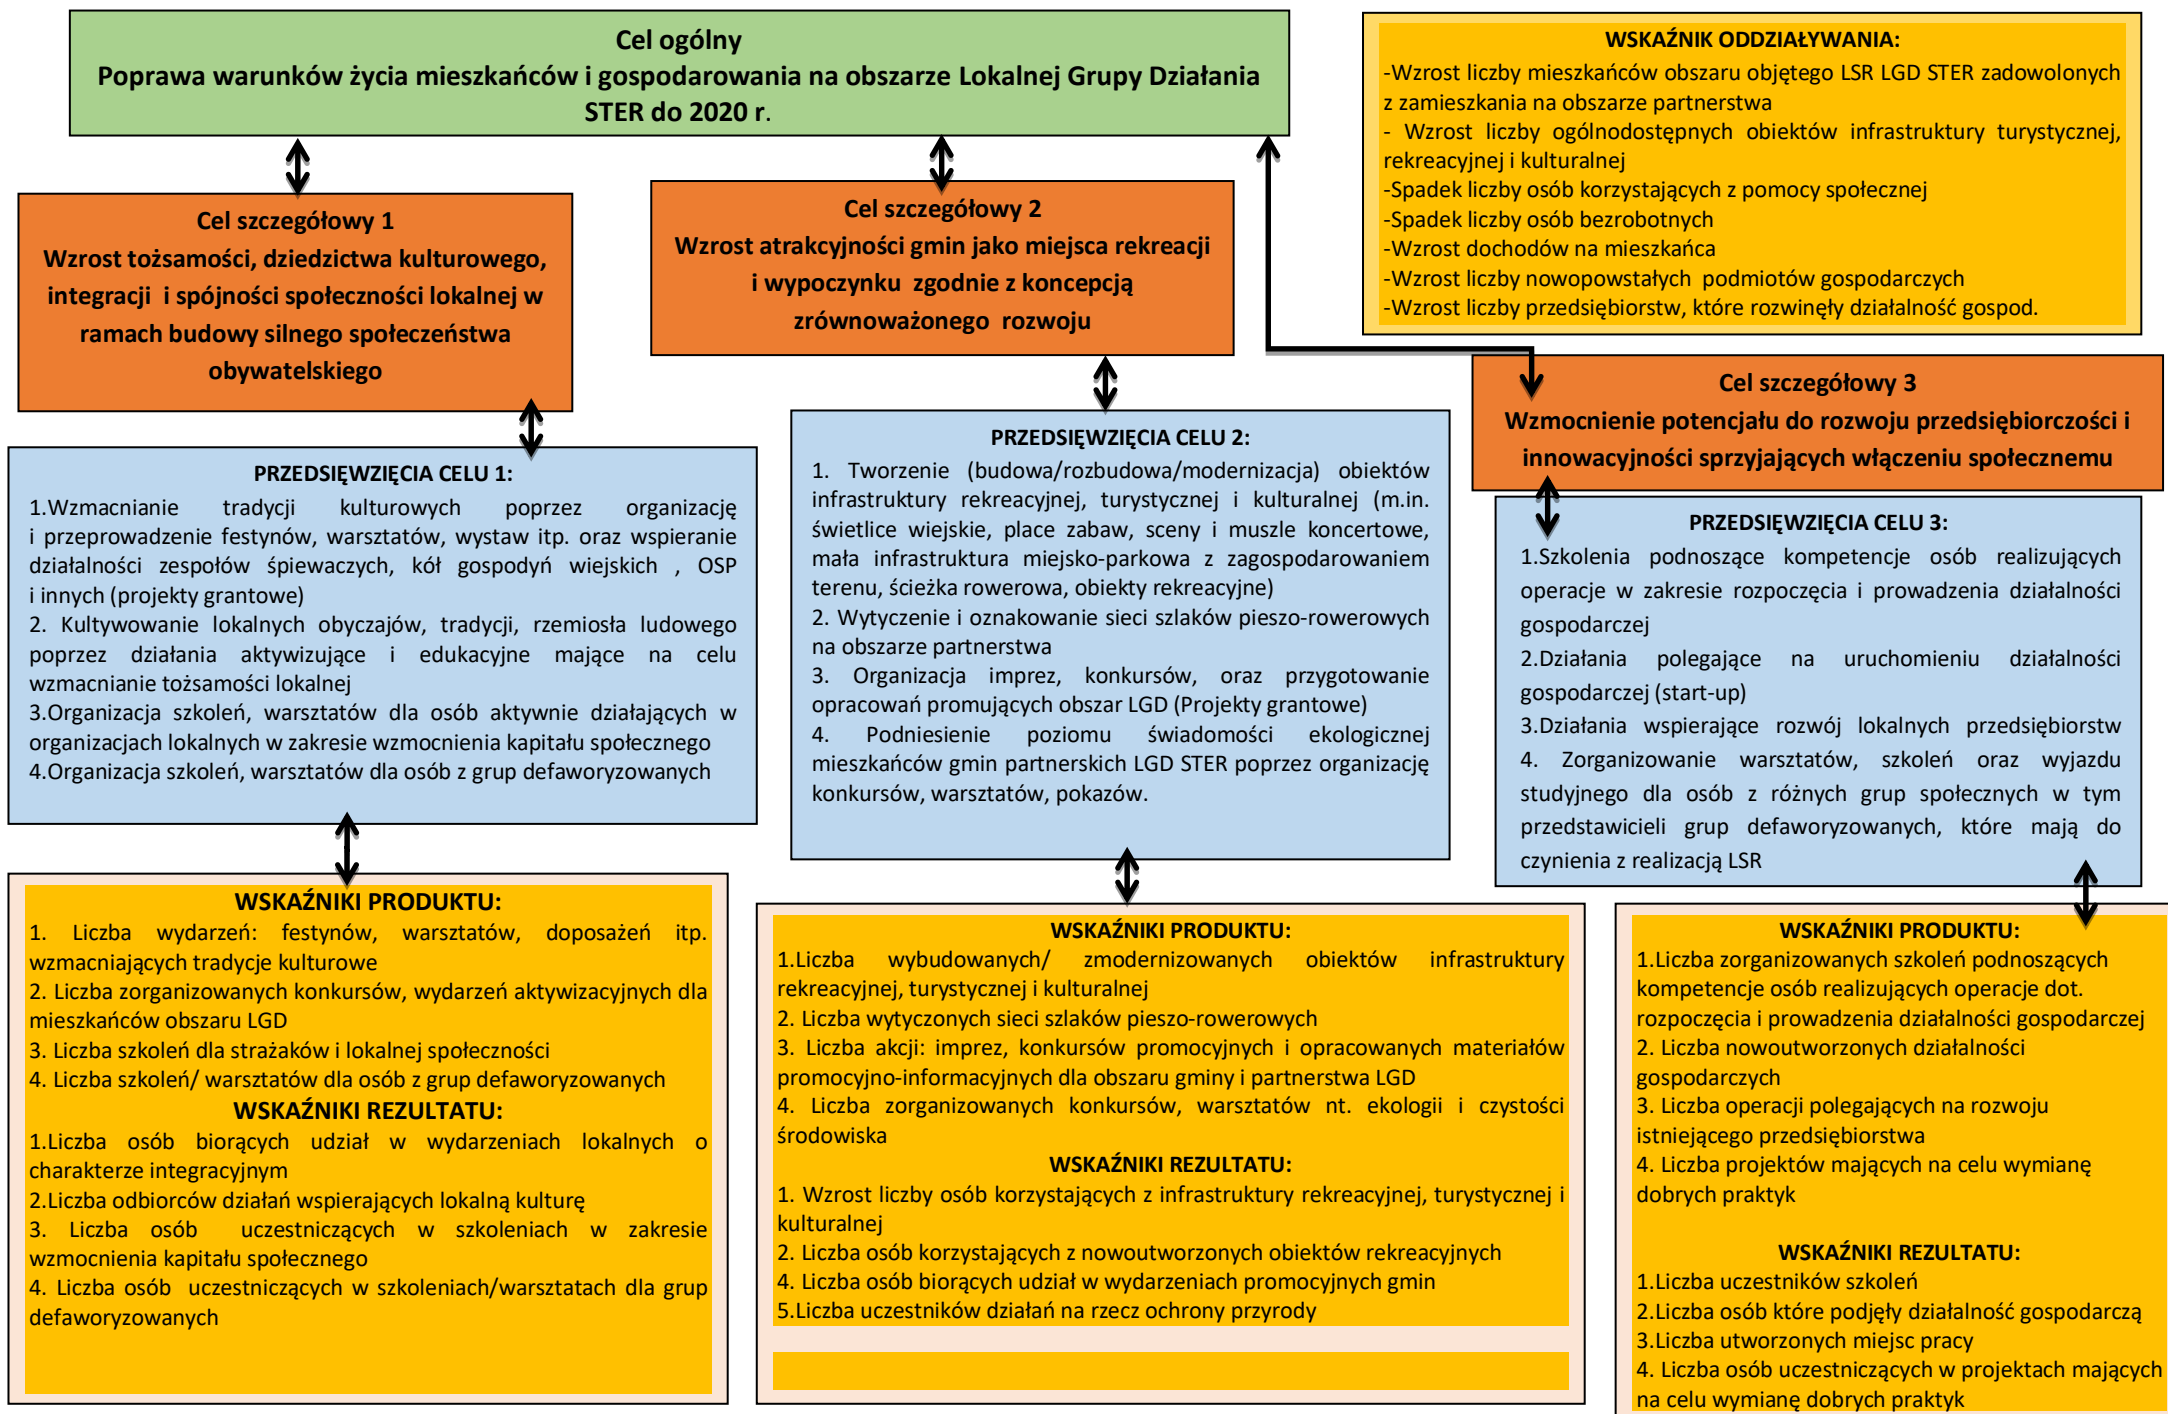 Cel ogólny
Poprawa warunków życia mieszkańców i gospodarowania na obszarze Lokalnej Grupy Działania
STER do 2020 r.
WSKAŹNIK ODDZIAŁYWANIA:
-Wzrost liczby mieszkańców obszaru objętego LSR LGD STER zadowolonych
z zamieszkania na obszarze partnerstwa
- Wzrost liczby ogólnodostępnych obiektów infrastruktury turystycznej,
rekreacyjnej i kulturalnej
-Spadek liczby osób korzystających z pomocy społecznej
-Spadek liczby osób bezrobotnych
-Wzrost dochodów na mieszkańca
-Wzrost liczby nowopowstałych podmiotów gospodarczych
-Wzrost liczby przedsiębiorstw, które rozwinęły działalność gospod.
Cel szczegółowy 1
Wzrost tożsamości, dziedzictwa kulturowego,
integracji i spójności społeczności lokalnej w
ramach budowy silnego społeczeństwa
obywatelskiego
Cel szczegółowy 2
Wzrost atrakcyjności gmin jako miejsca rekreacji
i wypoczynku zgodnie z koncepcją
zrównoważonego rozwoju
Cel szczegółowy 3
Wzmocnienie potencjału do rozwoju przedsiębiorczości i
innowacyjności sprzyjających włączeniu społecznemu
PRZEDSIĘWZIĘCIA CELU 1:
1.Wzmacnianie tradycji kulturowych poprzez organizację
i przeprowadzenie festynów, warsztatów, wystaw itp. oraz wspieranie
działalności zespołów śpiewaczych, kół gospodyń wiejskich , OSP
i innych (projekty grantowe)
2. Kultywowanie lokalnych obyczajów, tradycji, rzemiosła ludowego
poprzez działania aktywizujące i edukacyjne mające na celu
wzmacnianie tożsamości lokalnej
3.Organizacja szkoleń, warsztatów dla osób aktywnie działających w
organizacjach lokalnych w zakresie wzmocnienia kapitału społecznego
4.Organizacja szkoleń, warsztatów dla osób z grup defaworyzowanych
PRZEDSIĘWZIĘCIA CELU 2:
1. Tworzenie (budowa/rozbudowa/modernizacja) obiektów
infrastruktury rekreacyjnej, turystycznej i kulturalnej (m.in.
świetlice wiejskie, place zabaw, sceny i muszle koncertowe,
mała infrastruktura miejsko-parkowa z zagospodarowaniem
terenu, ścieżka rowerowa, obiekty rekreacyjne)
2. Wytyczenie i oznakowanie sieci szlaków pieszo-rowerowych
na obszarze partnerstwa
3. Organizacja imprez, konkursów, oraz przygotowanie
opracowań promujących obszar LGD (Projekty grantowe)
4. Podniesienie poziomu świadomości ekologicznej
mieszkańców gmin partnerskich LGD STER poprzez organizację
konkursów, warsztatów, pokazów.
PRZEDSIĘWZIĘCIA CELU 3:
1.Szkolenia podnoszące kompetencje osób realizujących
operacje w zakresie rozpoczęcia i prowadzenia działalności
gospodarczej
2.Działania polegające na uruchomieniu działalności
gospodarczej (start-up)
3.Działania wspierające rozwój lokalnych przedsiębiorstw
4. Zorganizowanie warsztatów, szkoleń oraz wyjazdu
studyjnego dla osób z różnych grup społecznych w tym
przedstawicieli grup defaworyzowanych, które mają do
czynienia z realizacją LSR
WSKAŹNIKI PRODUKTU:
1. Liczba wydarzeń: festynów, warsztatów, doposażeń itp.
wzmacniających tradycje kulturowe
2. Liczba zorganizowanych konkursów, wydarzeń aktywizacyjnych dla
mieszkańców obszaru LGD
3. Liczba szkoleń dla strażaków i lokalnej społeczności
4. Liczba szkoleń/ warsztatów dla osób z grup defaworyzowanych
WSKAŹNIKI REZULTATU:
1.Liczba osób biorących udział w wydarzeniach lokalnych o
charakterze integracyjnym
2.Liczba odbiorców działań wspierających lokalną kulturę
3. Liczba osób uczestniczących w szkoleniach w zakresie
wzmocnienia kapitału społecznego
4. Liczba osób uczestniczących w szkoleniach/warsztatach dla grup
defaworyzowanych
WSKAŹNIKI PRODUKTU:
1.Liczba wybudowanych/ zmodernizowanych obiektów infrastruktury
rekreacyjnej, turystycznej i kulturalnej
2. Liczba wytyczonych sieci szlaków pieszo-rowerowych
3. Liczba akcji: imprez, konkursów promocyjnych i opracowanych materiałów
promocyjno-informacyjnych dla obszaru gminy i partnerstwa LGD
4. Liczba zorganizowanych konkursów, warsztatów nt. ekologii i czystości
środowiska
WSKAŹNIKI REZULTATU:
1. Wzrost liczby osób korzystających z infrastruktury rekreacyjnej, turystycznej i
kulturalnej
2. Liczba osób korzystających z nowoutworzonych obiektów rekreacyjnych
4. Liczba osób biorących udział w wydarzeniach promocyjnych gmin
5.Liczba uczestników działań na rzecz ochrony przyrody
WSKAŹNIKI PRODUKTU:
1.Liczba zorganizowanych szkoleń podnoszących
kompetencje osób realizujących operacje dot.
rozpoczęcia i prowadzenia działalności gospodarczej
2. Liczba nowoutworzonych działalności
gospodarczych
3. Liczba operacji polegających na rozwoju
istniejącego przedsiębiorstwa
4. Liczba projektów mających na celu wymianę
dobrych praktyk
WSKAŹNIKI REZULTATU:
1.Liczba uczestników szkoleń
2.Liczba osób które podjęły działalność gospodarczą
3.Liczba utworzonych miejsc pracy
4. Liczba osób uczestniczących w projektach mających
na celu wymianę dobrych praktyk